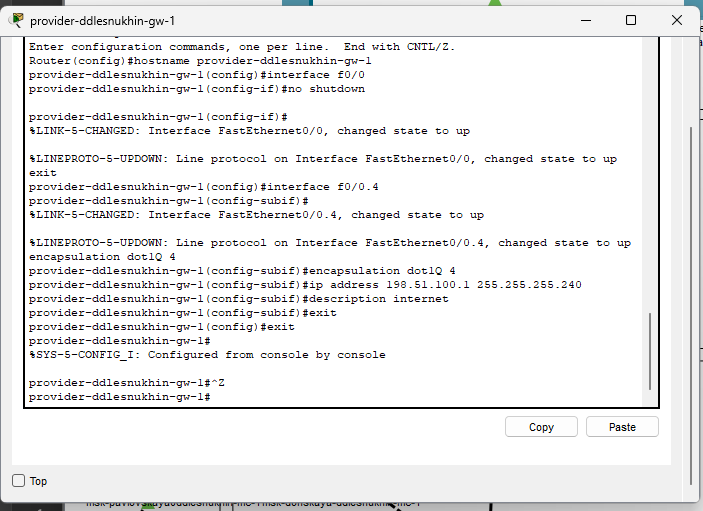 provider-ddlesnukhin-gw-1
Enter configuration commands, one per line.  End with CNTL/Z.
Router(config)#hostname provider-ddlesnukhin-gw-1
provider-ddlesnukhin-gw-1(config)#interface f0/0
provider-ddlesnukhin-gw-1(config-if)#no shutdown
provider-ddlesnukhin-gw-1(config-if)#
%LINK-5-CHANGED: Interface FastEthernet0/0, changed state to up
%LINEPROTO-5-UPDOWN: Line protocol on Interface FastEthernet0/0, changed state to up
exit
provider-ddlesnukhin-gw-1(config)#interface f0/0.4
provider-ddlesnukhin-gw-1(config-subif)#
%LINK-5-CHANGED: Interface FastEthernet0/0.4, changed state to up
%LINEPROTO-5-UPDOWN: Line protocol on Interface FastEthernet0/0.4, changed state to up
encapsulation dot1Q 4
provider-ddlesnukhin-gw-1(config-subif)#encapsulation dot1Q 4
provider-ddlesnukhin-gw-1(config-subif)#ip address 198.51.100.1 255.255.255.240
provider-ddlesnukhin-gw-1(config-subif)#description internet
provider-ddlesnukhin-gw-1(config-subif)#exit
provider-ddlesnukhin-gw-1(config)#exit
provider-ddlesnukhin-gw-1#
%SYS-5-CONFIG_I: Configured from console by console
provider-ddlesnukhin-gw-1#^Z
provider-ddlesnukhin-gw-1#
Copy
Paste
Top